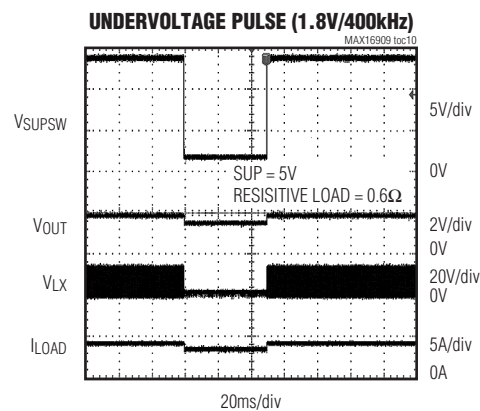 UNDERVOLTAGE PULSE (1.8V/400kHz)
MAX16909 toc10
VSUPSW
5V/div
SUP = 5V
0V
RESISITIVE LOAD = 0.6Ω
VOUT
2V/div
0V
VLX
20V/div
0V
ILOAD
5A/div
0A
20ms/div